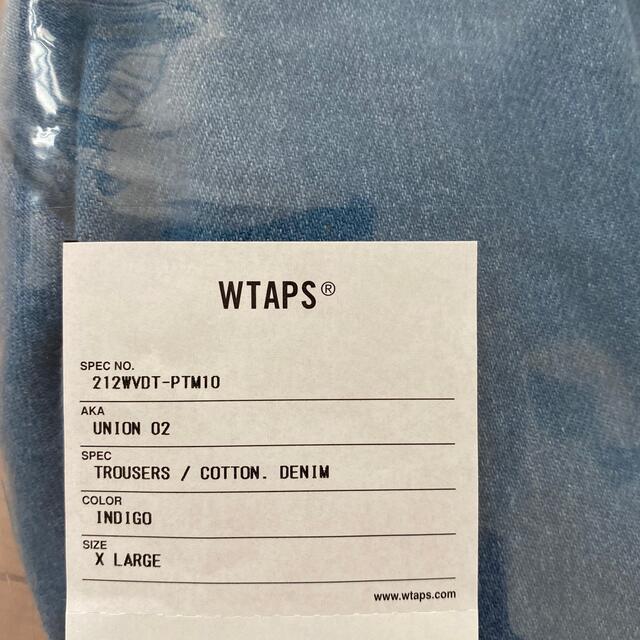 WTAPS®
SPEC NO.
212WVDT-PTM10
AKA
UNION 02
SPEC
TROUSERS / COTTON. DENIM
COLOR
INDIGO
SIZE
X LARGE
www.wtaps.com